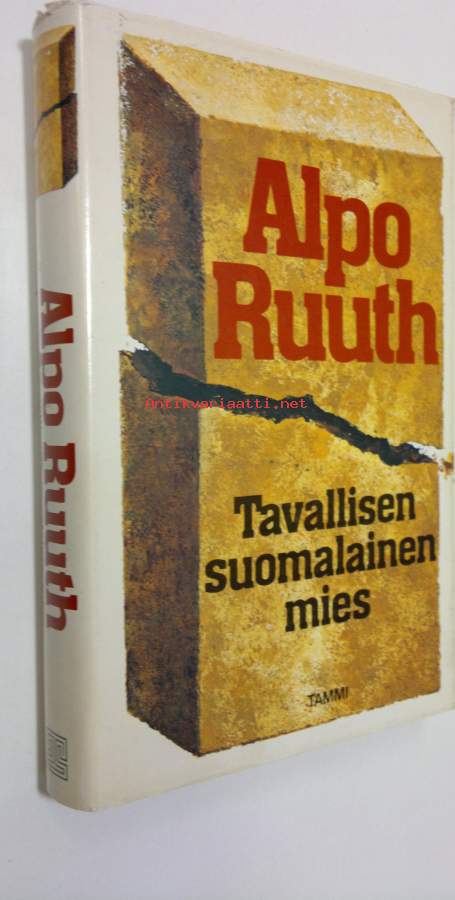 Alpo
Ruuth
Tavallisen
suomalainen
mies
TAMMI
Alpo Ruuth
Antikvariaatti.net